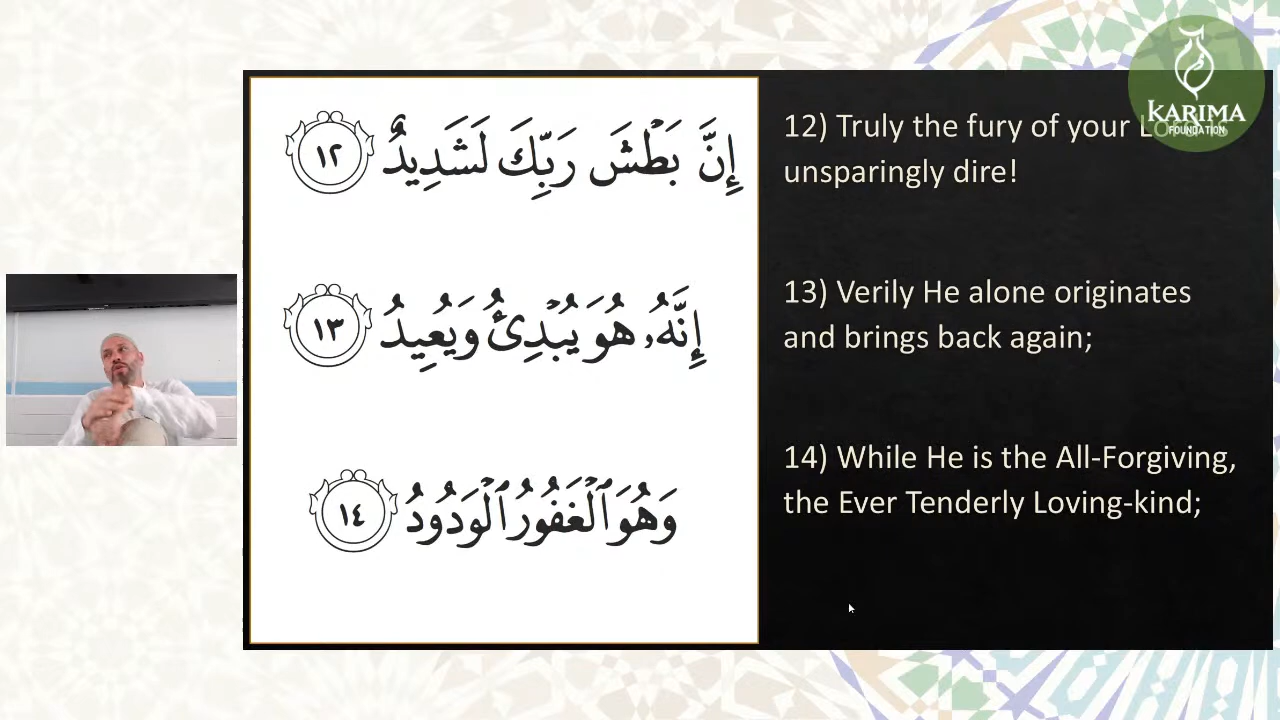 إِنَّ بَطۡشَ رَبِّكَ لَشَدِيدٌ ١٢
إِنَّهُۥ هُوَ يُبۡدِئُ وَيُعِيدُ ١٣
وَهُوَ ٱلۡغَفُورُ ٱلۡوَدُودُ ١٤
12) Truly the fury of your
unsparingly dire!
13) Verily He alone originates
and brings back again;
14) While He is the All-Forgiving,
the Ever Tenderly Loving-kind;
KARIMA
FOUNDATION